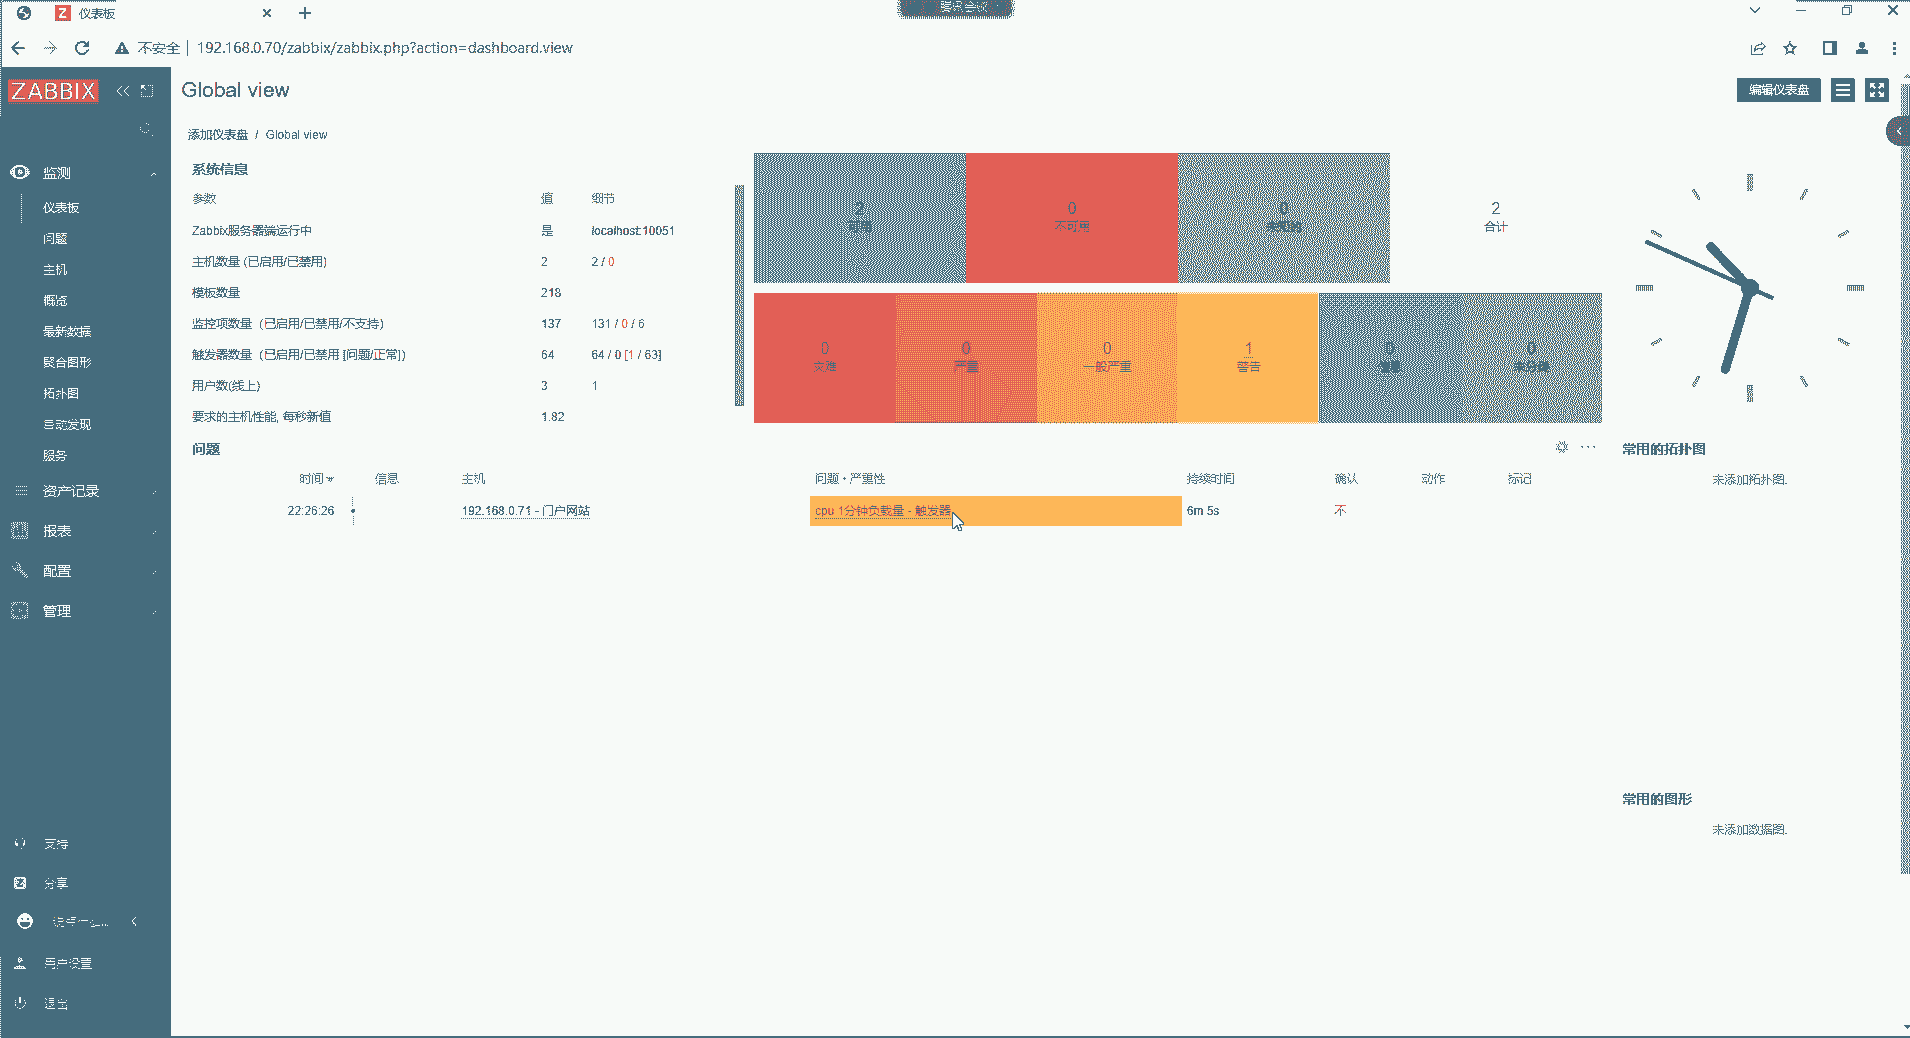 仪表板
腾讯会议
不安全 192.168.0.70/zabbix/zabbix.php?action=dashboard.view
ZABBIX
Global view
编辑仪表盘
添加仪表盘 / Global view
监测
仪表板
问题
主机
概览
最新数据
聚合图形
拓扑图
自动发现
服务
资产记录
报表
配置
管理
支持
分享
用户设置
退出
系统信息
参数 值 细节
Zabbix服务器端运行中 是 localhost:10051
主机数量 (已启用/已禁用) 2 2 / 0
模板数量 218
监控项数量 (已启用/已禁用/不支持) 137 131 / 0 / 6
触发器数量 (已启用/已禁用 [问题/正常]) 64 64 / 0 [1 / 63]
用户数(线上) 3 1
要求的主机性能, 每秒新值 1.82
2 可用
0 不可用
0 未知的
2 合计
0 灾难
0 严重
0 一般严重
1 警告
0 信息
0 未分类
问题
时间 信息 主机 问题 • 严重性 持续时间 确认 动作 标记
22:26:26 192.168.0.71 - 门户网站 cpu 1分钟负载量 - 触发器 6m 5s 不
常用的拓扑图
未添加拓扑图.
常用的图形
未添加数据图.